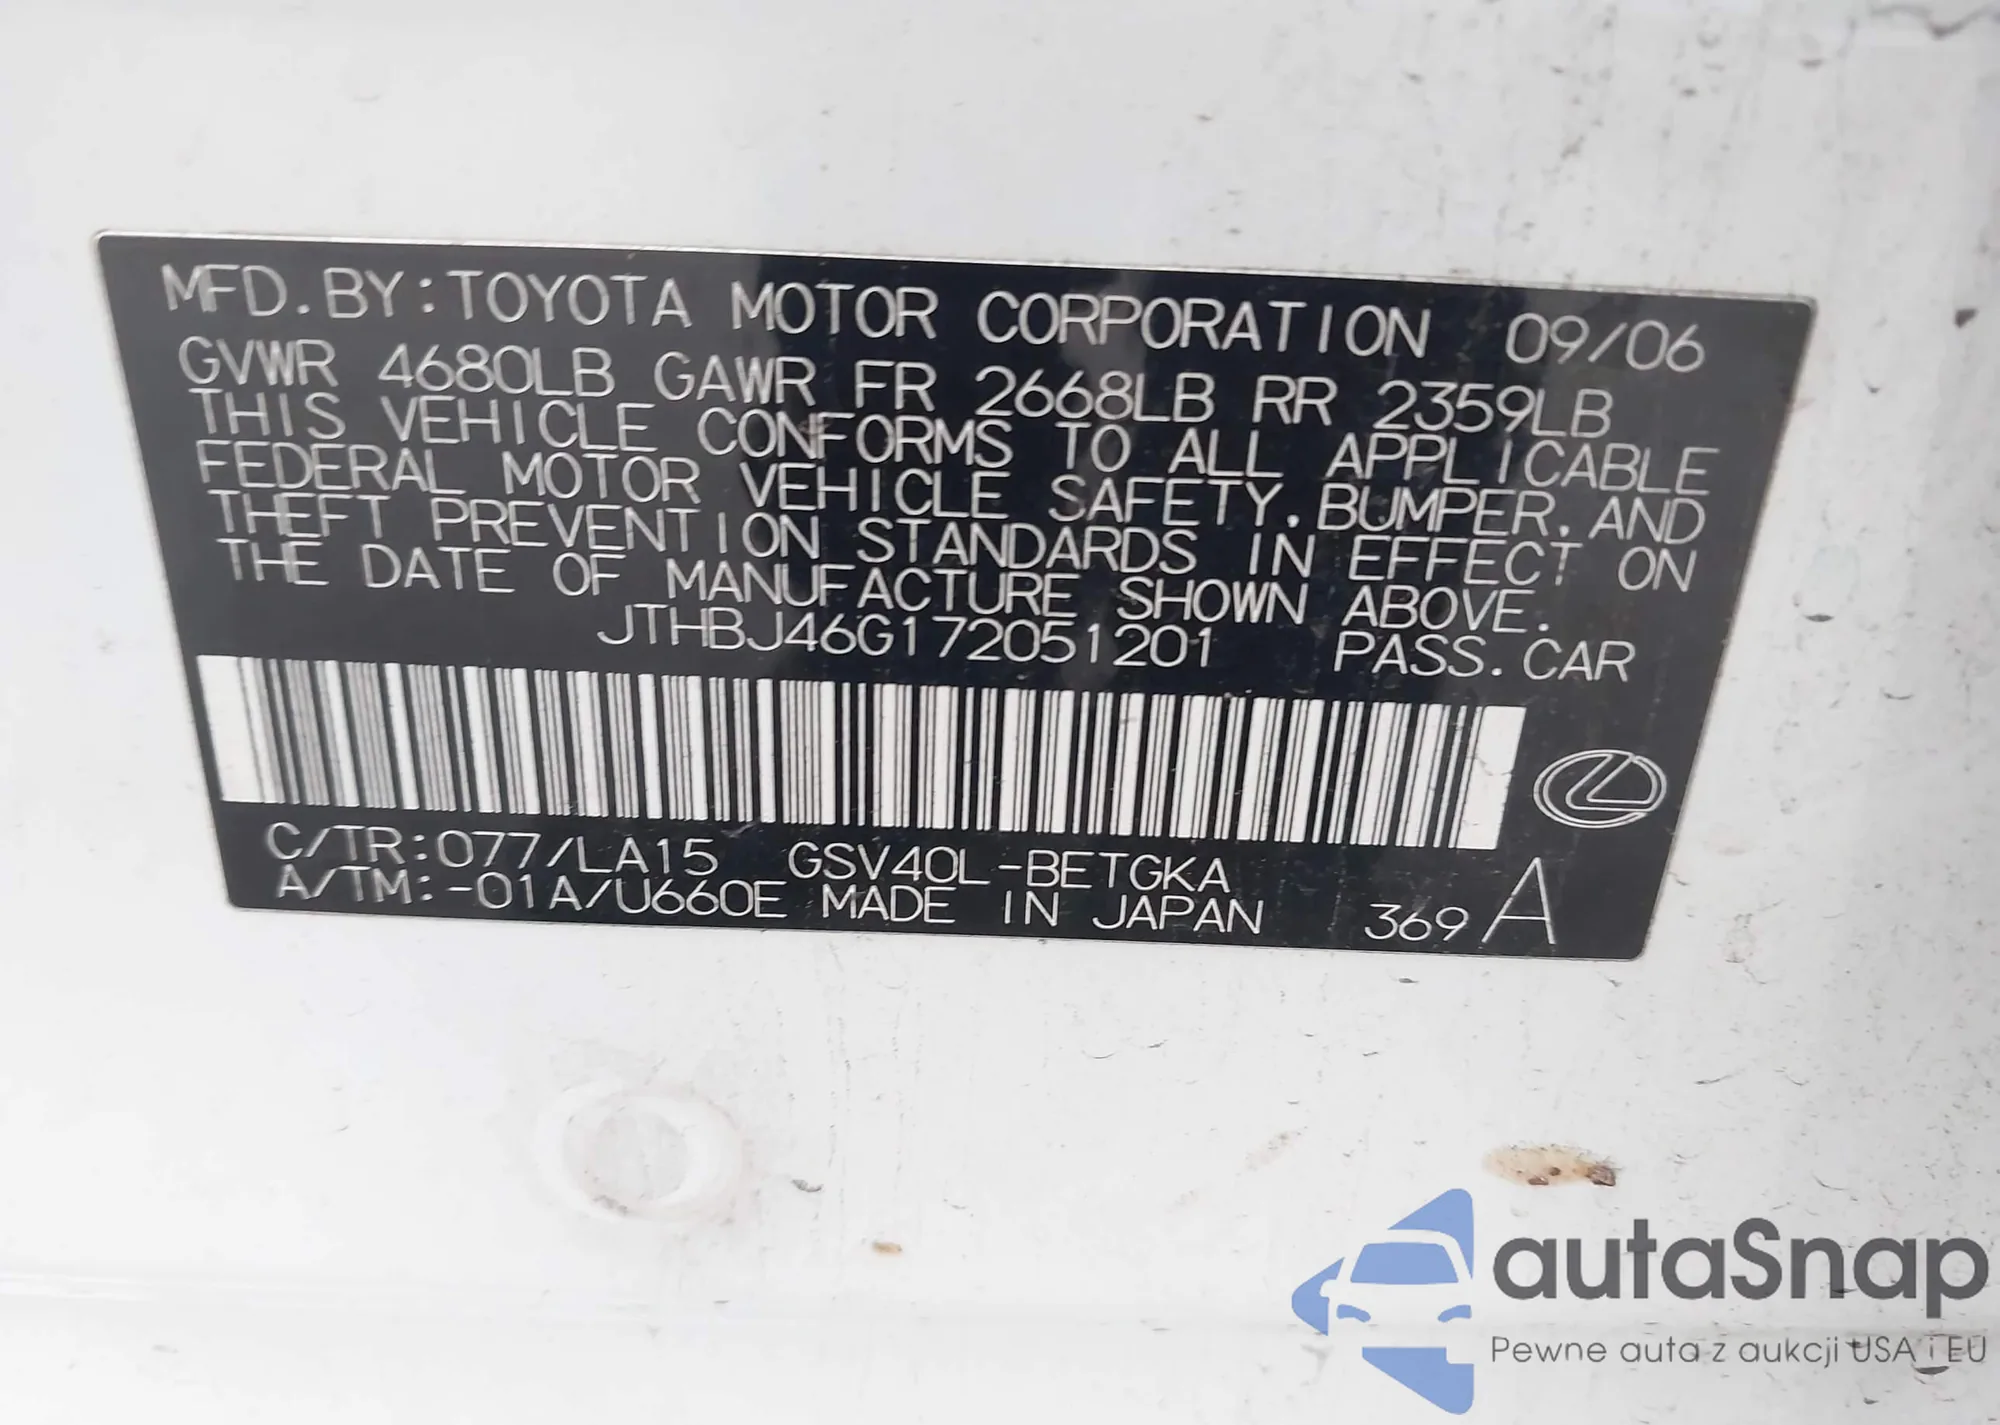 MFD. BY: TOYOTA MOTOR CORPORATION 09/06
GVWR 4680LB GAWR FR 2668LB RR 2359LB
THIS VEHICLE CONFORMS TO ALL APPLICABLE
FEDERAL MOTOR VEHICLE SAFETY, BUMPER, AND
THEFT PREVENTION STANDARDS IN EFFECT ON
THE DATE OF MANUFACTURE SHOWN ABOVE.
JTHBJ46G172051201 PASS. CAR
C/TR:077/LA15 GSV40L-BETGKA
A/TM:-01A/U660E MADE IN JAPAN 369 A
autaSnap
Pewne auta z aukcji USA i EU